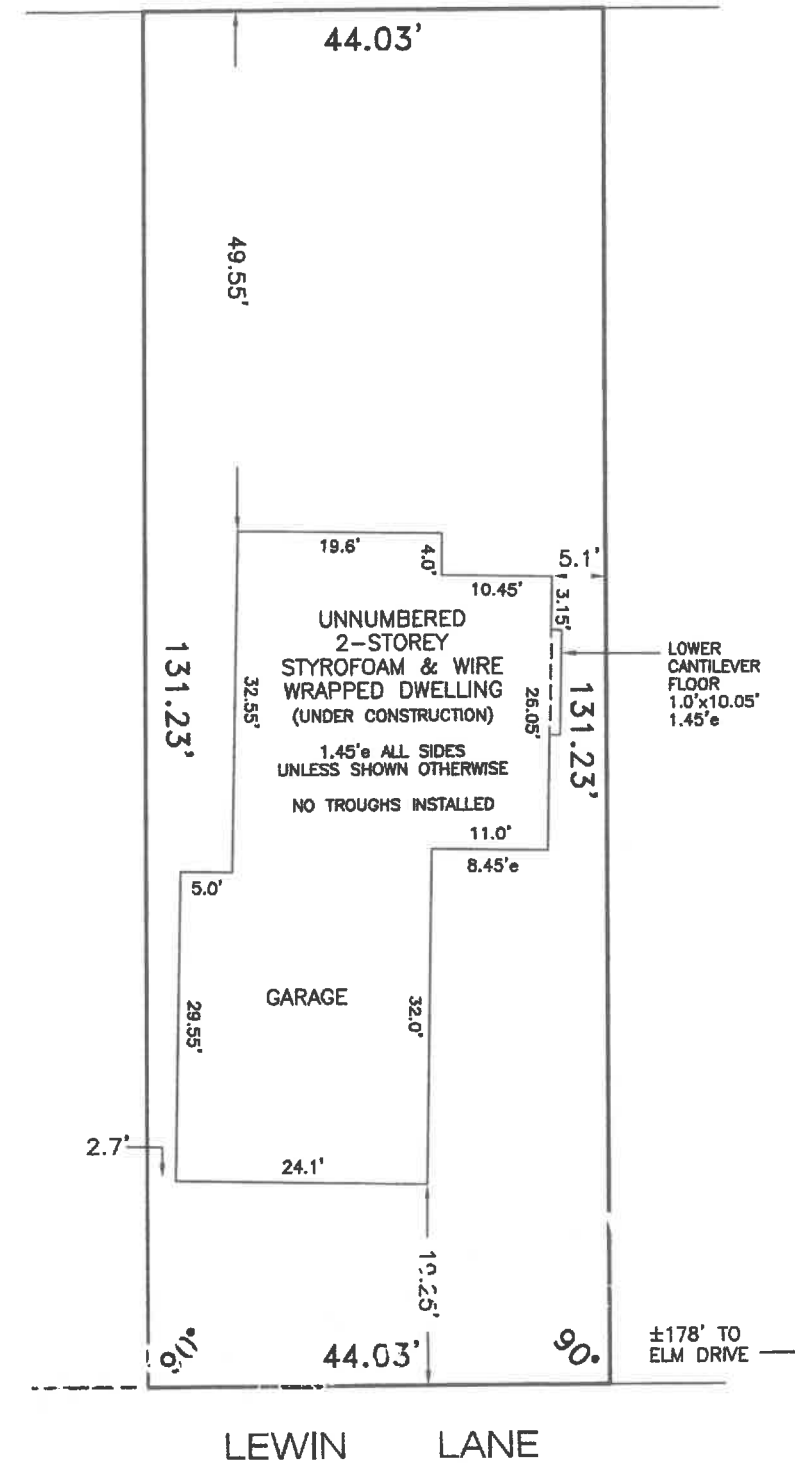 44.03'
49.55'
19.6'
4.0'
5.1'
10.45'
3.15'
UNNUMBERED
2-STOREY
STYROFOAM & WIRE
WRAPPED DWELLING
(UNDER CONSTRUCTION)
1.45'e ALL SIDES
UNLESS SHOWN OTHERWISE
NO TROUGHS INSTALLED
131.23'
32.55'
26.05'
131.23'
LOWER
CANTILEVER
FLOOR
1.0'x10.05'
1.45'e
11.0'
8.45'e
5.0'
GARAGE
29.55'
32.0'
2.7'
24.1'
90°
44.03'
90°
±178' TO
ELM DRIVE
LEWIN LANE